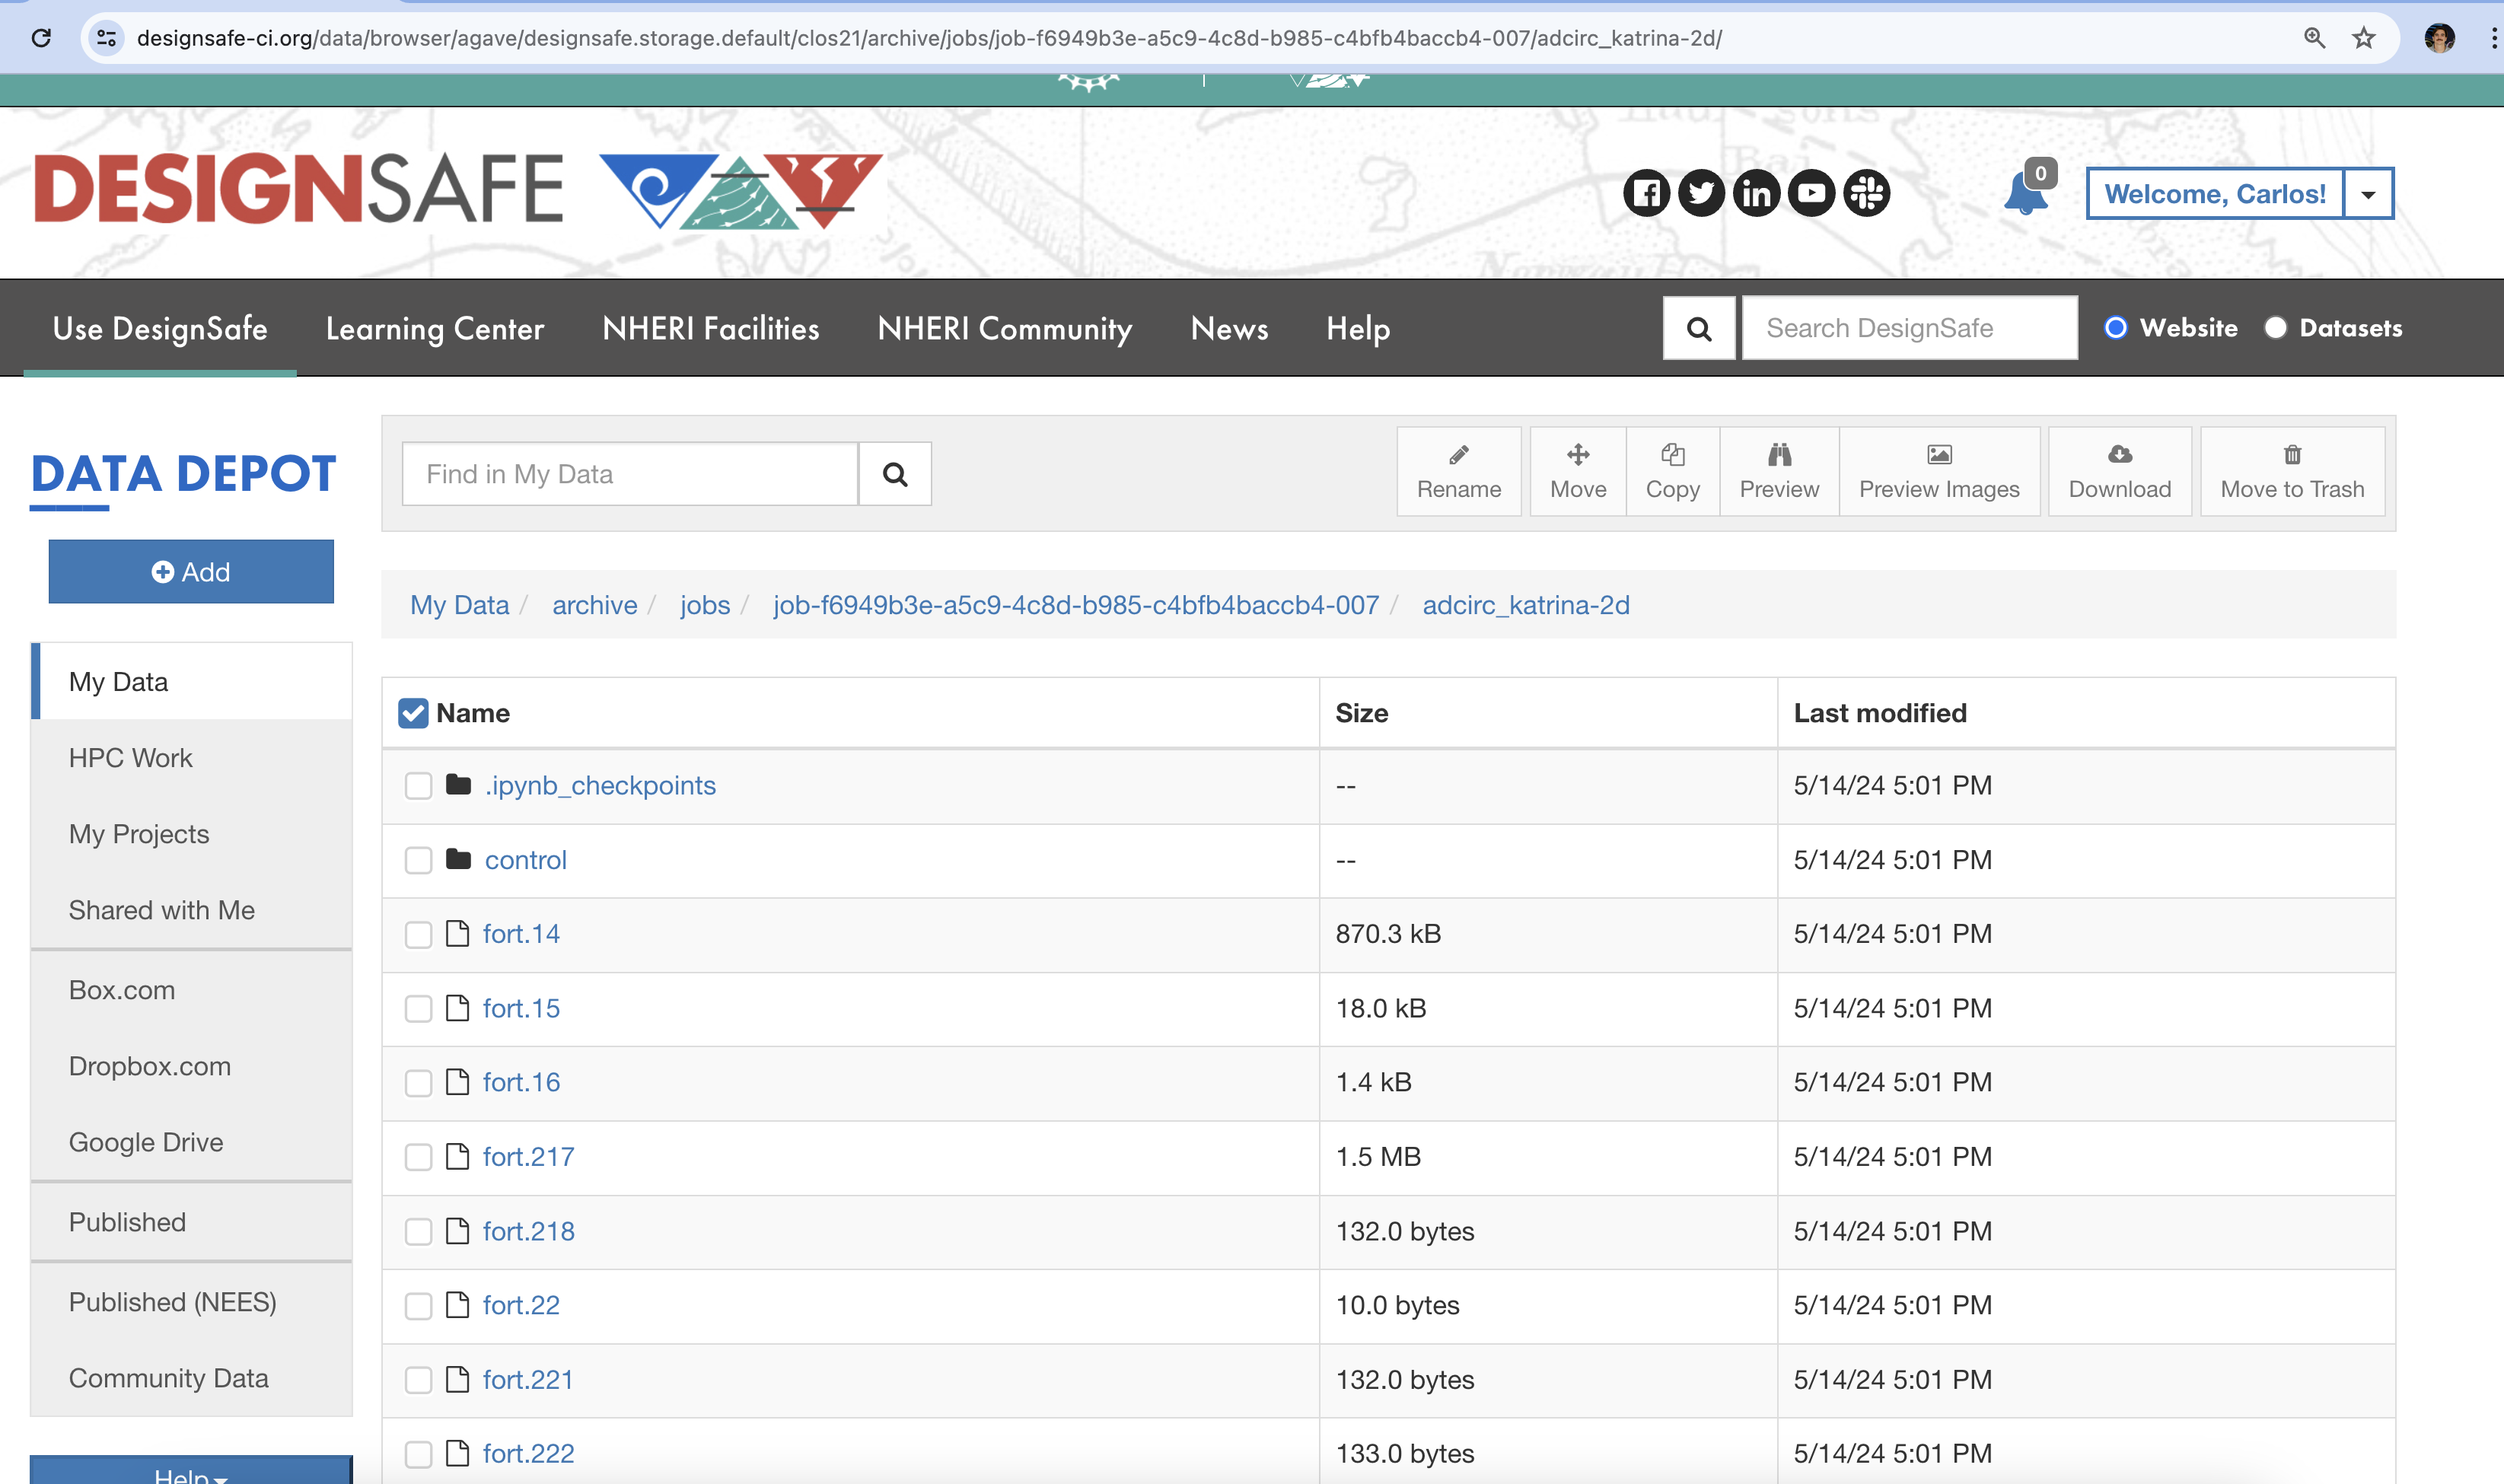 designsafe-ci.org/data/browser/agave/designsafe.storage.default/clos21/archive/jobs/job-f6949b3e-a5c9-4c8d-b985-c4bfb4baccb4-007/adcirc_katrina-2d/
DESIGNSAFE
0
Welcome, Carlos!
Use DesignSafe
Learning Center
NHERI Facilities
NHERI Community
News
Help
Search DesignSafe
Website
Datasets
DATA DEPOT
Add
My Data
HPC Work
My Projects
Shared with Me
Box.com
Dropbox.com
Google Drive
Published
Published (NEES)
Community Data
Help
Find in My Data
Rename
Move
Copy
Preview
Preview Images
Download
Move to Trash
My Data / archive / jobs / job-f6949b3e-a5c9-4c8d-b985-c4bfb4baccb4-007 / adcirc_katrina-2d
Name Size Last modified
.ipynb_checkpoints -- 5/14/24 5:01 PM
control -- 5/14/24 5:01 PM
fort.14 870.3 kB 5/14/24 5:01 PM
fort.15 18.0 kB 5/14/24 5:01 PM
fort.16 1.4 kB 5/14/24 5:01 PM
fort.217 1.5 MB 5/14/24 5:01 PM
fort.218 132.0 bytes 5/14/24 5:01 PM
fort.22 10.0 bytes 5/14/24 5:01 PM
fort.221 132.0 bytes 5/14/24 5:01 PM
fort.222 133.0 bytes 5/14/24 5:01 PM